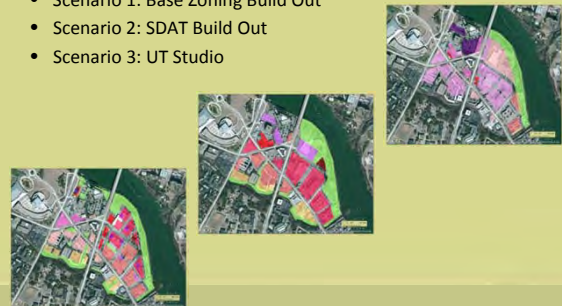 • Scenario 1: Base Zoning Build Out
• Scenario 2: SDAT Build Out
• Scenario 3: UT Studio